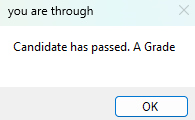 you are through
Candidate has passed. A Grade
OK